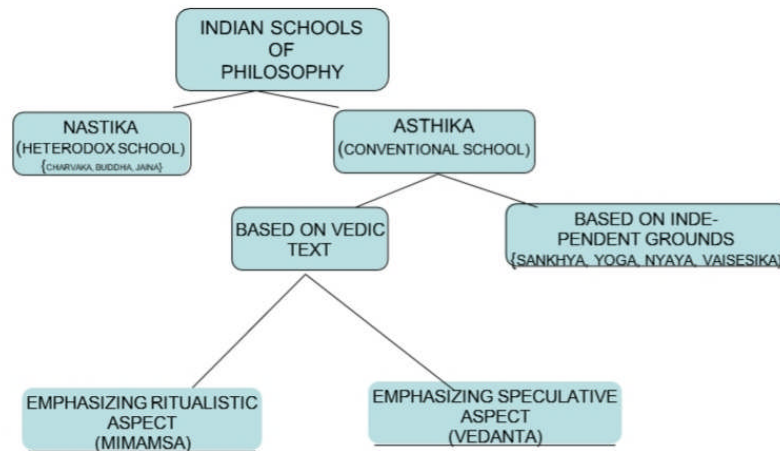 INDIAN SCHOOLS
OF
PHILOSOPHY
NASTIKA
(HETERODOX SCHOOL)
{CHARVAKA, BUDDHA, JAINA}
ASTHIKA
(CONVENTIONAL SCHOOL)
BASED ON VEDIC
TEXT
BASED ON INDE-
PENDENT GROUNDS
{SANKHYA, YOGA, NYAYA, VAISESIKA}
EMPHASIZING RITUALISTIC
ASPECT
(MIMAMSA)
EMPHASIZING SPECULATIVE
ASPECT
(VEDANTA)